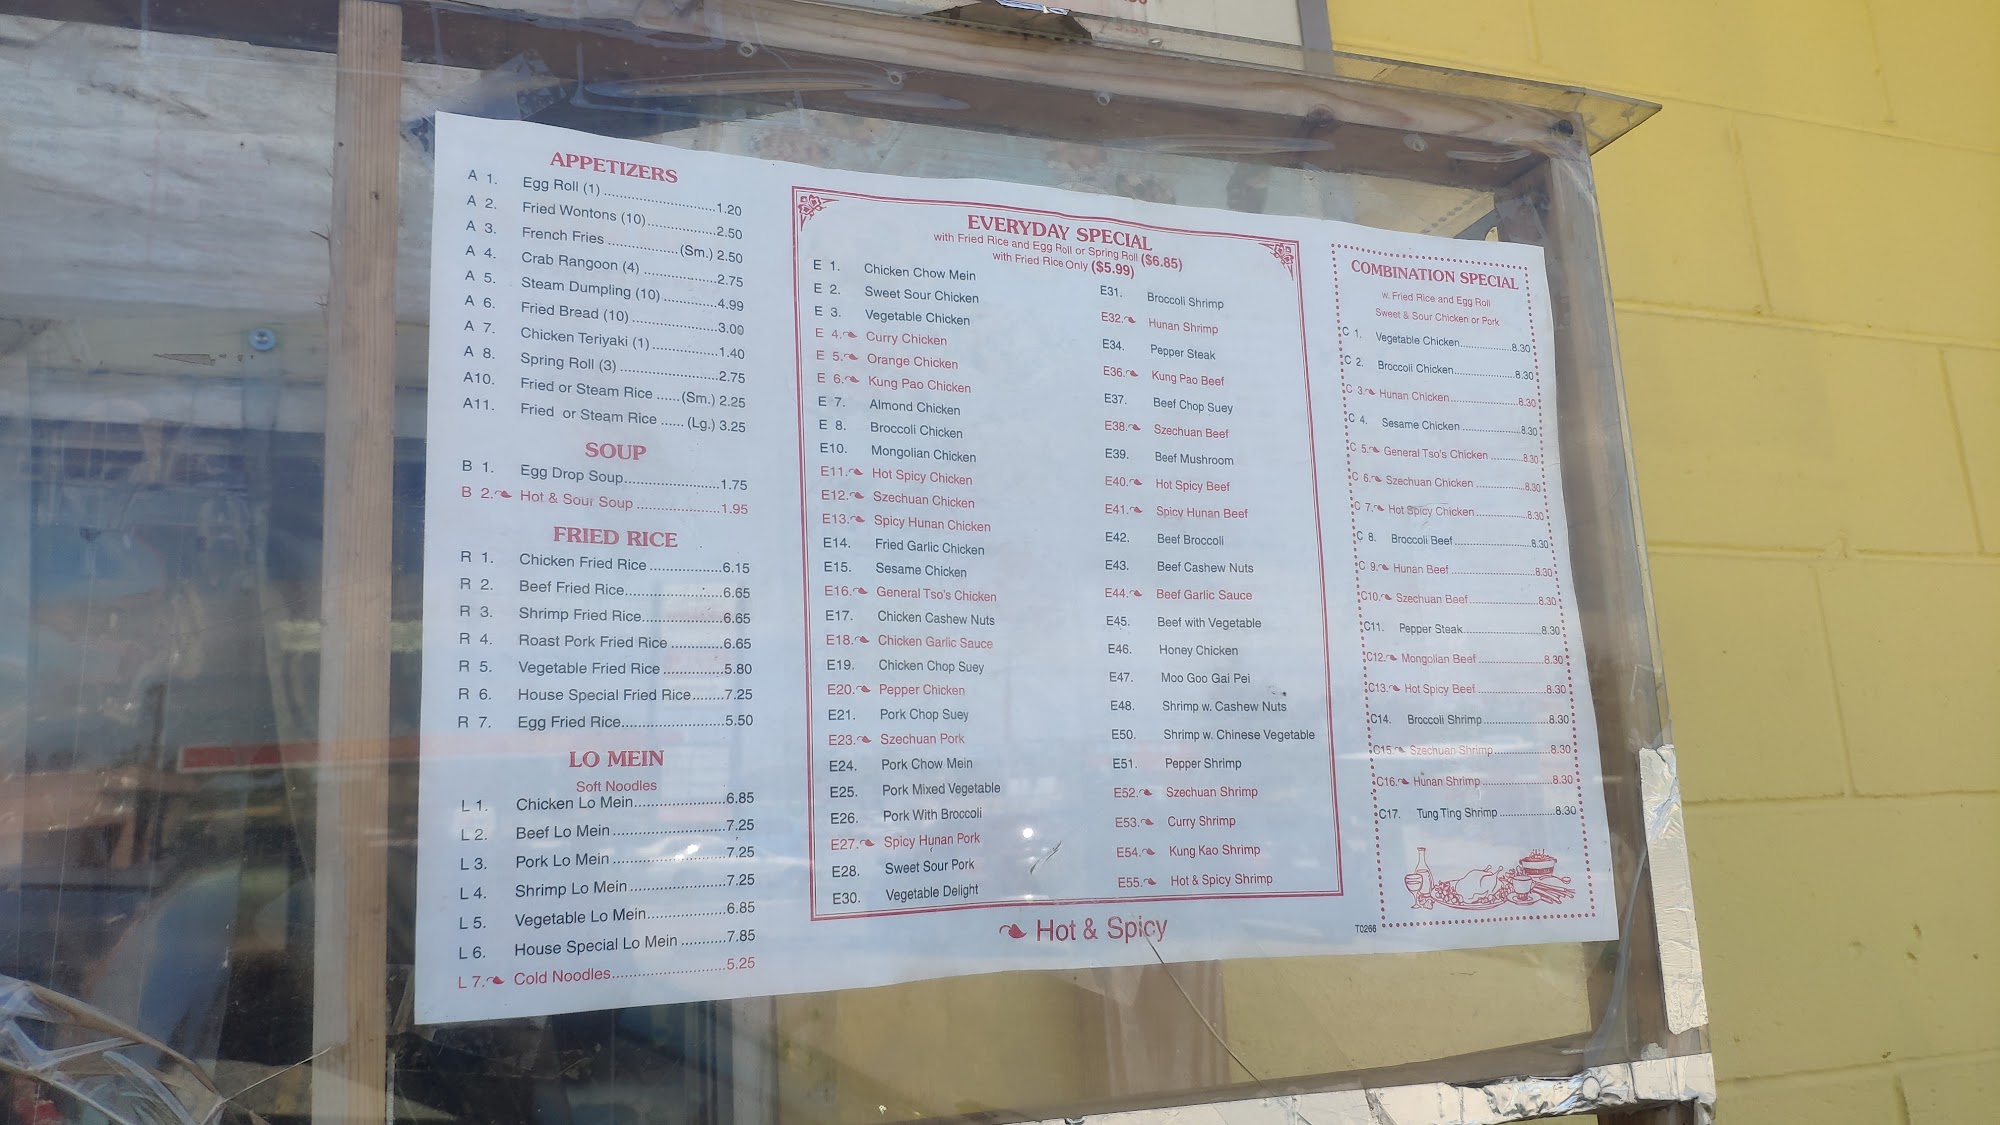 APPETIZERS
A 1. Egg Roll (1) ............................1.20
A 2. Fried Wontons (10)..................2.50
A 3. French Fries ..................(Sm.) 2.50
A 4. Crab Rangoon (4) ...................2.75
A 5. Steam Dumpling (10)..............4.99
A 6. Fried Bread (10) ......................3.00
A 7. Chicken Teriyaki (1).................1.40
A 8. Spring Roll (3) .........................2.75
A10. Fried or Steam Rice ......(Sm.) 2.25
A11. Fried or Steam Rice ...... (Lg.) 3.25
SOUP
B 1. Egg Drop Soup........................1.75
B 2. Hot & Sour Soup .....................1.95
FRIED RICE
R 1. Chicken Fried Rice ..................6.15
R 2. Beef Fried Rice........................6.65
R 3. Shrimp Fried Rice....................6.65
R 4. Roast Pork Fried Rice .............6.65
R 5. Vegetable Fried Rice ...............5.80
R 6. House Special Fried Rice........7.25
R 7. Egg Fried Rice..........................5.50
LO MEIN
Soft Noodles
L 1. Chicken Lo Mein.......................6.85
L 2. Beef Lo Mein ............................7.25
L 3. Pork Lo Mein ............................7.25
L 4. Shrimp Lo Mein ........................7.25
L 5. Vegetable Lo Mein....................6.85
L 6. House Special Lo Mein ...........7.85
L 7. Cold Noodles............................5.25
EVERYDAY SPECIAL
with Fried Rice and Egg Roll or Spring Roll ($6.85)
with Fried Rice Only ($5.99)
E 1. Chicken Chow Mein
E 2. Sweet Sour Chicken
E 3. Vegetable Chicken
E 4. Curry Chicken
E 5. Orange Chicken
E 6. Kung Pao Chicken
E 7. Almond Chicken
E 8. Broccoli Chicken
E10. Mongolian Chicken
E11. Hot Spicy Chicken
E12. Szechuan Chicken
E13. Spicy Hunan Chicken
E14. Fried Garlic Chicken
E15. Sesame Chicken
E16. General Tso's Chicken
E17. Chicken Cashew Nuts
E18. Chicken Garlic Sauce
E19. Chicken Chop Suey
E20. Pepper Chicken
E21. Pork Chop Suey
E23. Szechuan Pork
E24. Pork Chow Mein
E25. Pork Mixed Vegetable
E26. Pork With Broccoli
E27. Spicy Hunan Pork
E28. Sweet Sour Pork
E30. Vegetable Delight
E31. Broccoli Shrimp
E32. Hunan Shrimp
E34. Pepper Steak
E36. Kung Pao Beef
E37. Beef Chop Suey
E38. Szechuan Beef
E39. Beef Mushroom
E40. Hot Spicy Beef
E41. Spicy Hunan Beef
E42. Beef Broccoli
E43. Beef Cashew Nuts
E44. Beef Garlic Sauce
E45. Beef with Vegetable
E46. Honey Chicken
E47. Moo Goo Gai Pei
E48. Shrimp w. Cashew Nuts
E50. Shrimp w. Chinese Vegetable
E51. Pepper Shrimp
E52. Szechuan Shrimp
E53. Curry Shrimp
E54. Kung Kao Shrimp
E55. Hot & Spicy Shrimp
Hot & Spicy
COMBINATION SPECIAL
w. Fried Rice and Egg Roll
Sweet & Sour Chicken or Pork
C 1. Vegetable Chicken..................8.30
C 2. Broccoli Chicken.....................8.30
C 3. Hunan Chicken.......................8.30
C 4. Sesame Chicken ...................8.30
C 5. General Tso's Chicken ...........8.30
C 6. Szechuan Chicken .................8.30
C 7. Hot Spicy Chicken..................8.30
C 8. Broccoli Beef..........................8.30
C 9. Hunan Beef ............................8.30
C10. Szechuan Beef.......................8.30
C11. Pepper Steak..........................8.30
C12. Mongolian Beef ......................8.30
C13. Hot Spicy Beef .......................8.30
C14. Broccoli Shrimp ......................8.30
C15. Szechuan Shrimp...................8.30
C16. Hunan Shrimp ........................8.30
C17. Tung Ting Shrimp ...................8.30
T0266